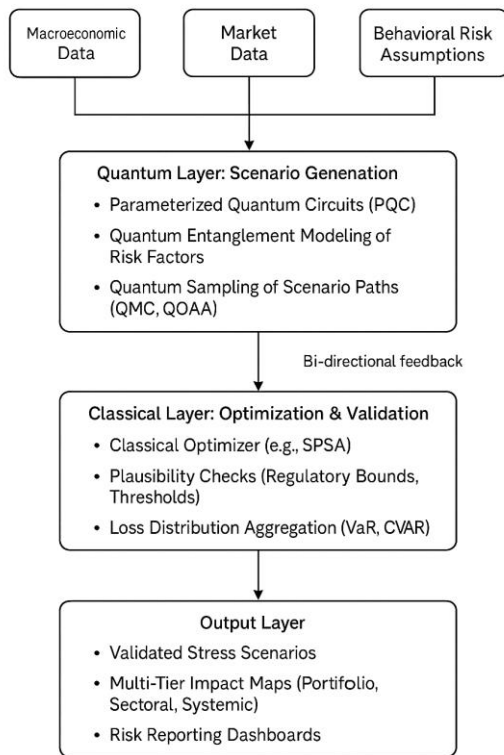 Macroeconomic
Data
Market
Data
Behavioral Risk
Assumptions
Quantum Layer: Scenario Genenation
• Parameterized Quantum Circuits (PQC)
• Quantum Entanglement Modeling of
Risk Factors
• Quantum Sampling of Scenario Paths
(QMC, QOAA)
Bi-directional feedback
Classical Layer: Optimization & Validation
• Classical Optimizer (e.g., SPSA)
• Plausibility Checks (Regulatory Bounds,
Thresholds)
• Loss Distribution Aggregation (VaR, CVAR)
Output Layer
• Validated Stress Scenarios
• Multi-Tier Impact Maps (Portifolio,
Sectoral, Systemic)
• Risk Reporting Dashboards